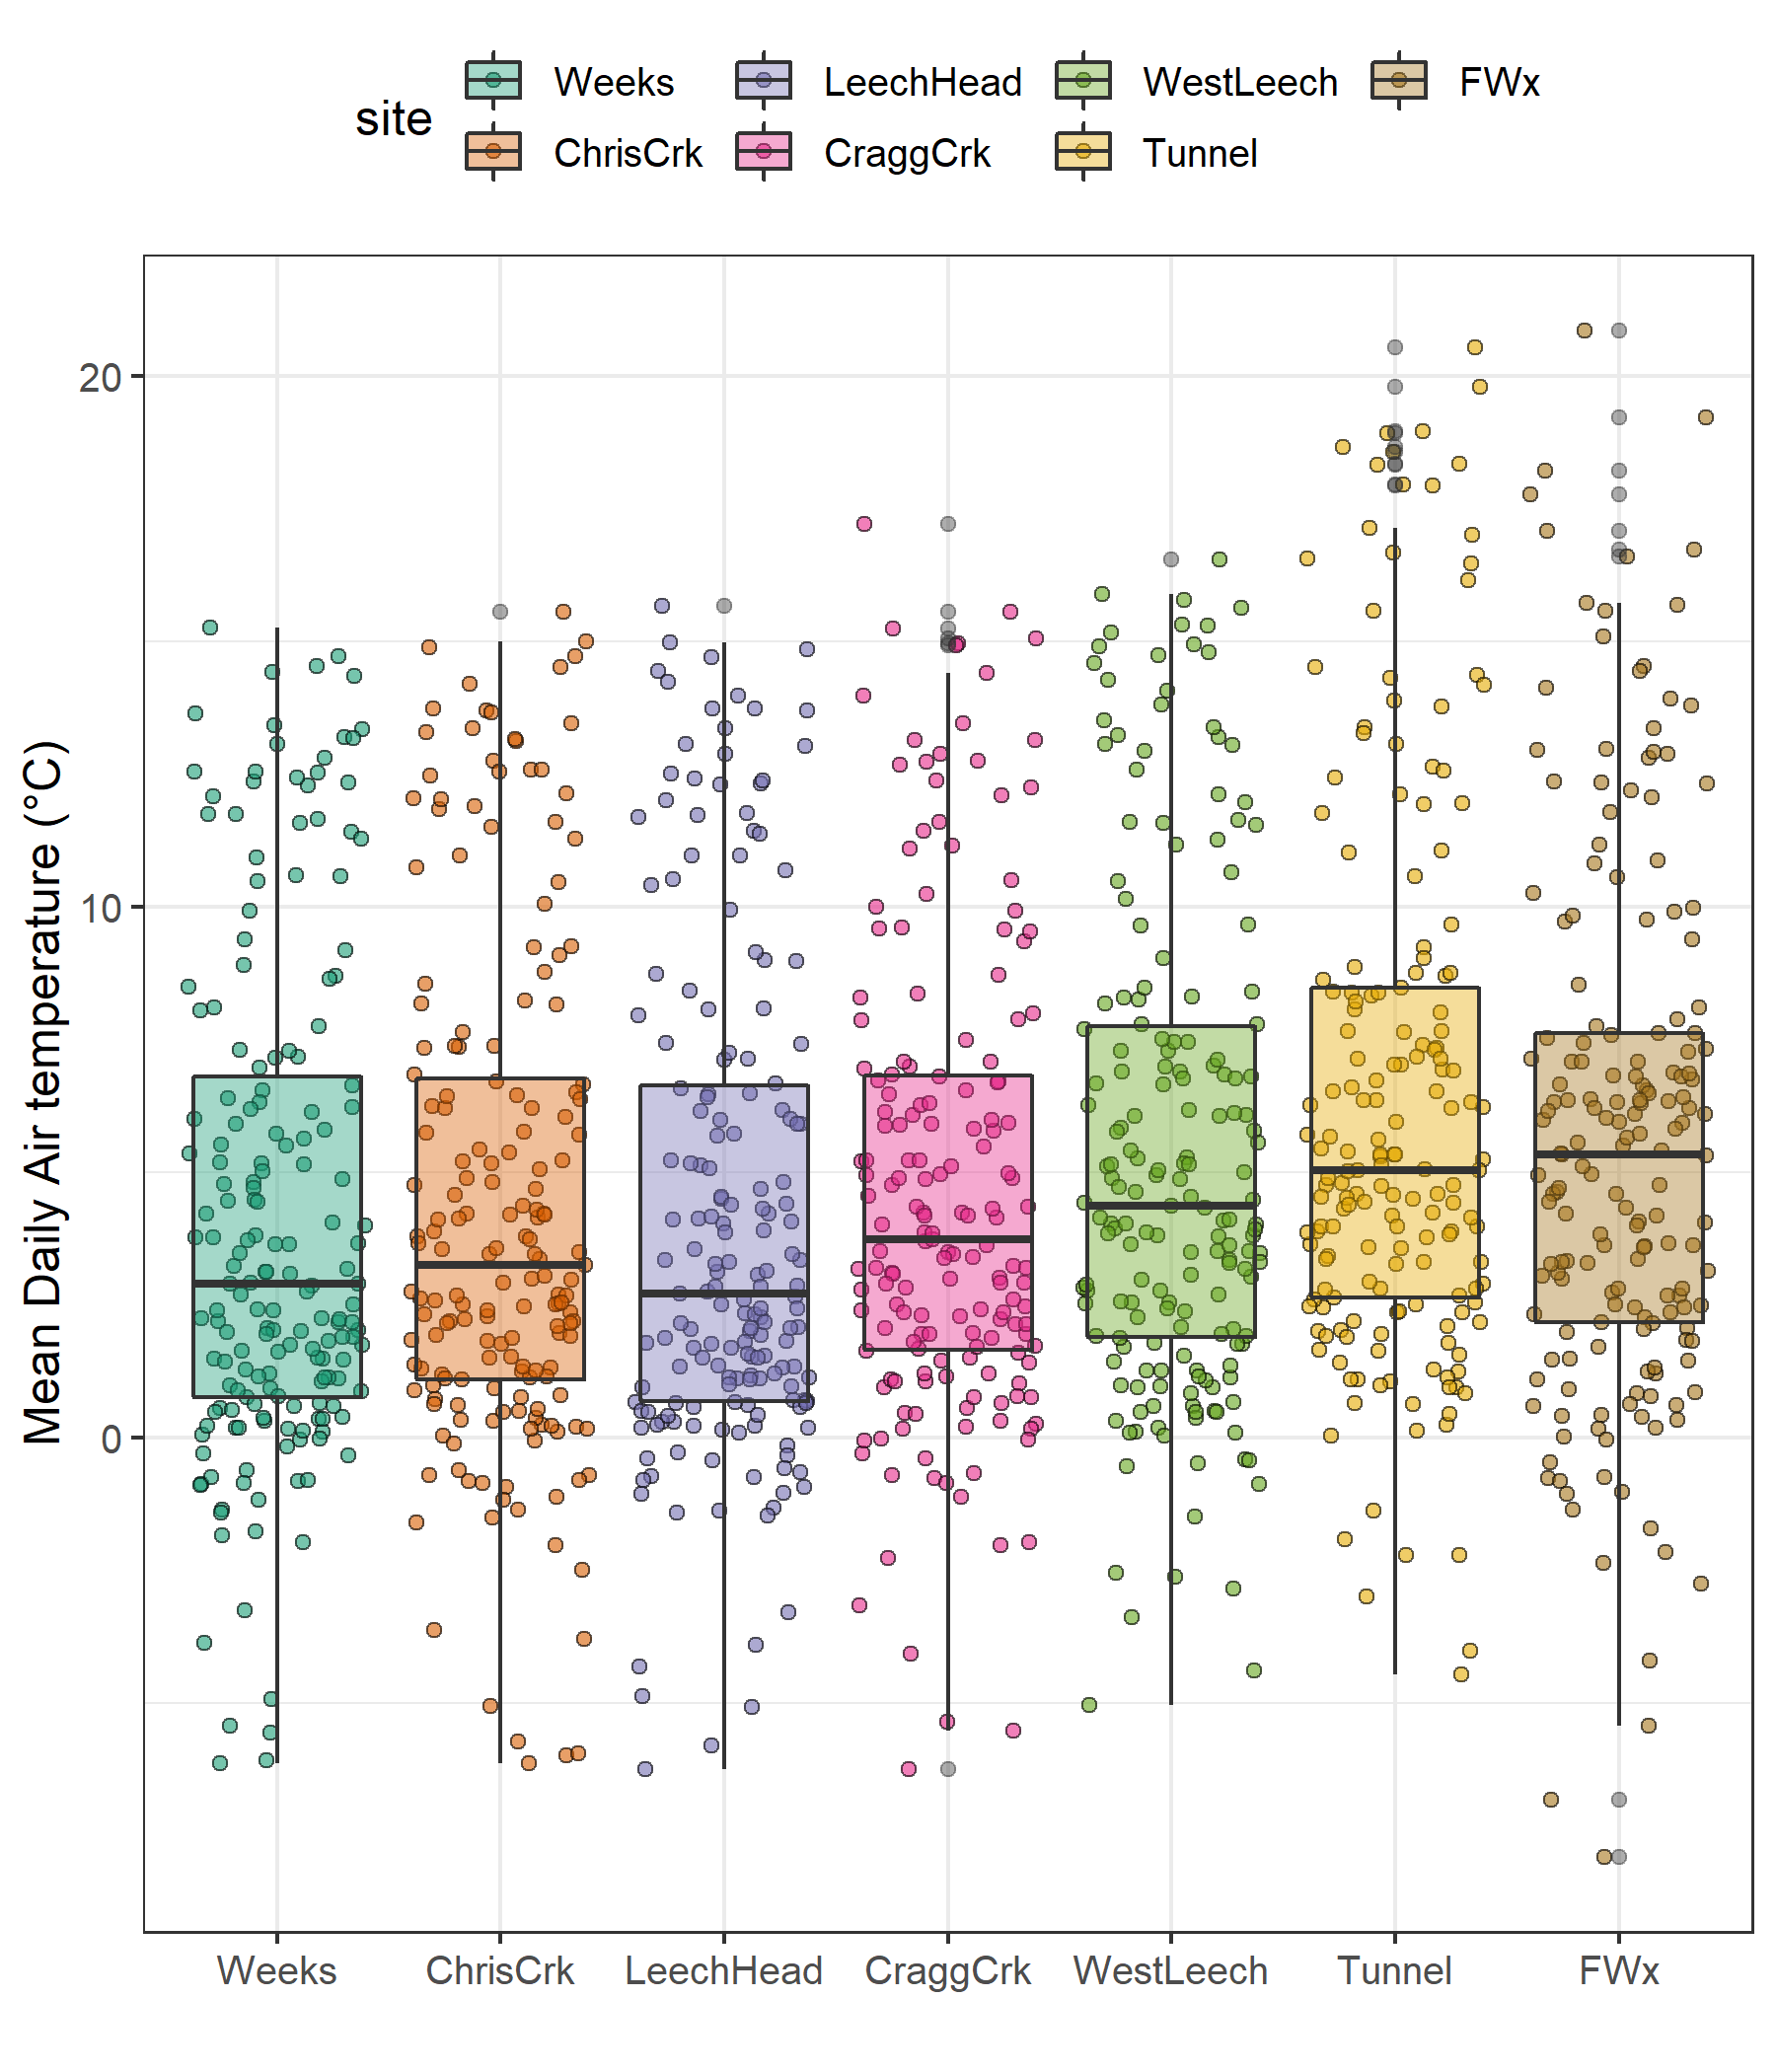 site
Weeks LeechHead WestLeech FWx
ChrisCrk CraggCrk Tunnel
Mean Daily Air temperature (°C)
20
10
0
Weeks ChrisCrk LeechHead CraggCrk WestLeech Tunnel FWx